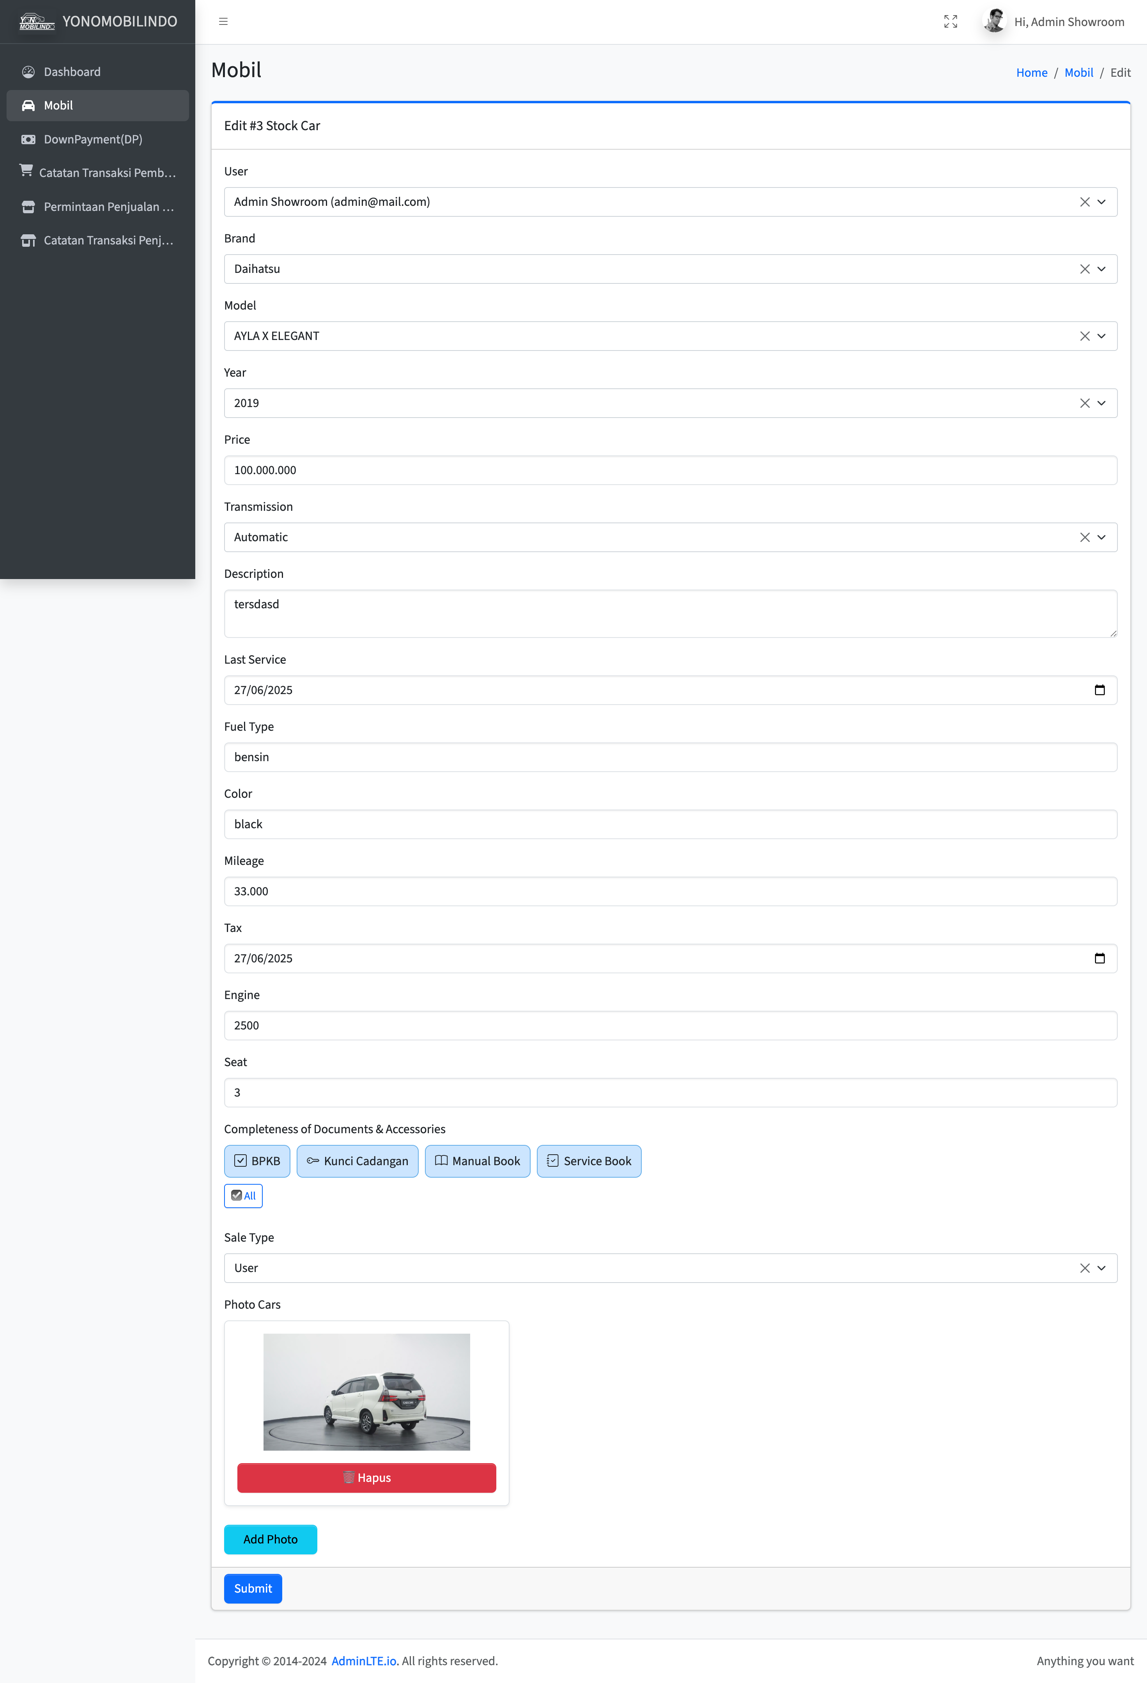 YONOMOBILINDO
Hi, Admin Showroom
Dashboard
Mobil
DownPayment(DP)
Catatan Transaksi Pemb...
Permintaan Penjualan ...
Catatan Transaksi Penj...
Mobil
Home / Mobil / Edit
Edit #3 Stock Car
User
Admin Showroom (admin@mail.com)
Brand
Daihatsu
Model
AYLA X ELEGANT
Year
2019
Price
100.000.000
Transmission
Automatic
Description
tersdasd
Last Service
27/06/2025
Fuel Type
bensin
Color
black
Mileage
33.000
Tax
27/06/2025
Engine
2500
Seat
3
Completeness of Documents & Accessories
BPKB Kunci Cadangan Manual Book Service Book
All
Sale Type
User
Photo Cars
Hapus
Add Photo
Submit
Copyright © 2014-2024 AdminLTE.io. All rights reserved.
Anything you want